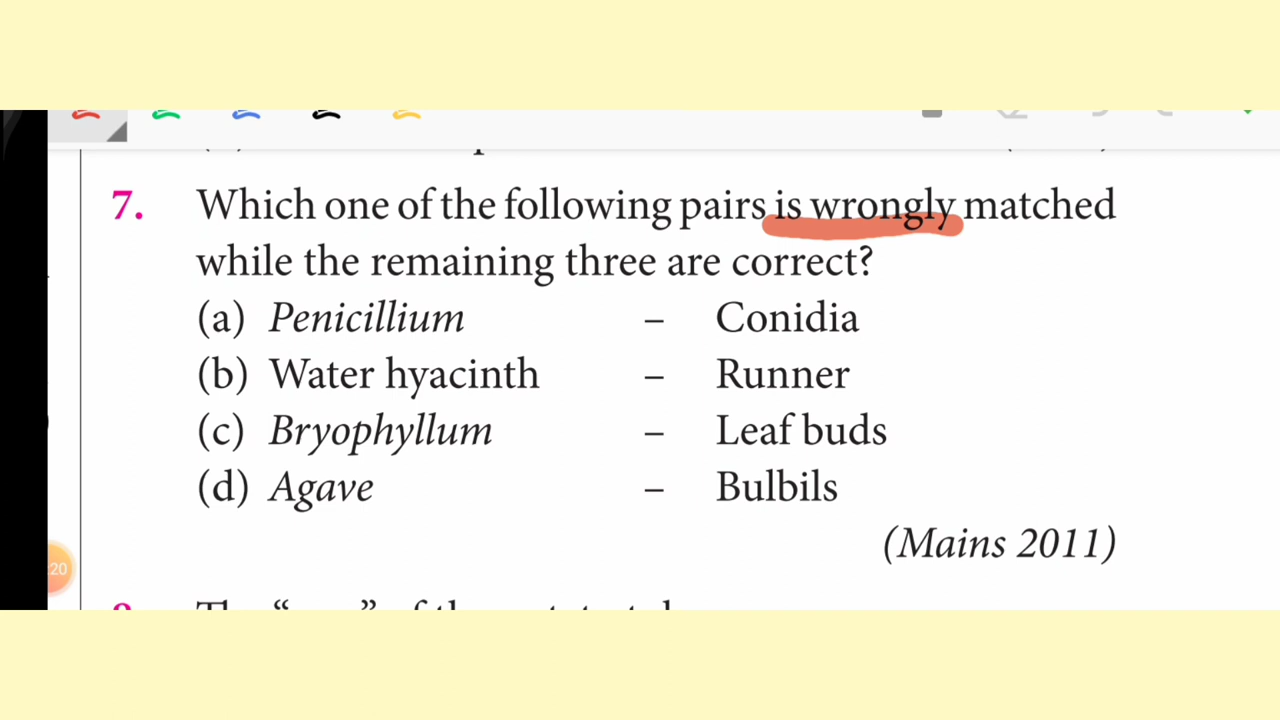 7. Which one of the following pairs is wrongly matched
while the remaining three are correct?
(a) Penicillium – Conidia
(b) Water hyacinth – Runner
(c) Bryophyllum – Leaf buds
(d) Agave – Bulbils
(Mains 2011)
:20